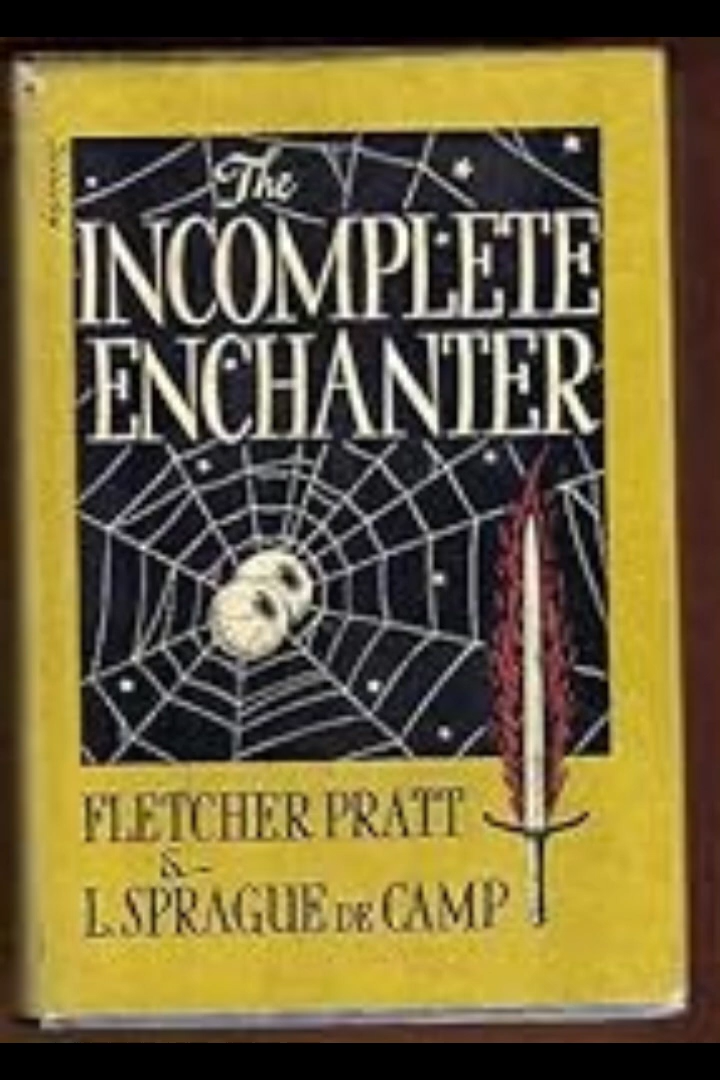 The
INCOMPLETE
ENCHANTER
FLETCHER PRATT
&
L. SPRAGUE DE CAMP